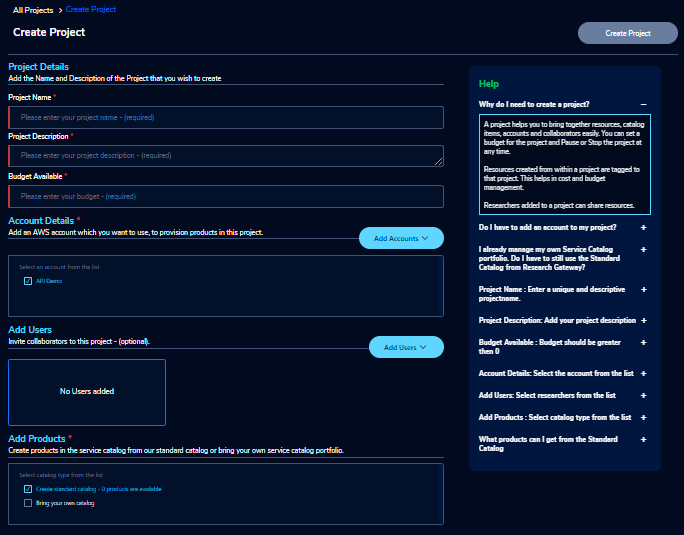 All Projects > Create Project
Create Project
Create Project
Project Details
Add the Name and Description of the Project that you wish to create
Project Name *
Please enter your project name - (required)
Project Description *
Please enter your project description - (required)
Budget Available *
Please enter your budget - (required)
Account Details *
Add an AWS account which you want to use, to provision products in this project.
Add Accounts
Select an account from the list
API Demo
Add Users
Invite collaborators to this project - (optional).
Add Users
No Users added
Add Products *
Create products in the service catalog from our standard catalog or bring your own service catalog portfolio.
Select catalog type from the list
Create standard catalog - 0 products are available
Bring your own catalog
Help
Why do I need to create a project? –
A project helps you to bring together resources, catalog
items, accounts and collaborators easily. You can set a
budget for the project and Pause or Stop the project at
any time.
Resources created from within a project are tagged to
that project. This helps in cost and budget
management.
Researchers added to a project can share resources.
Do I have to add an account to my project? +
I already manage my own Service Catalog +
portfolio. Do I have to still use the Standard
Catalog from Research Gateway?
Project Name : Enter a unique and descriptive +
projectname.
Project Description: Add your project description +
Budget Available : Budget should be greater +
then 0
Account Details: Select the account from the list +
Add Users: Select researchers from the list +
Add Products : Select catalog type from the list +
What products can I get from the Standard +
Catalog